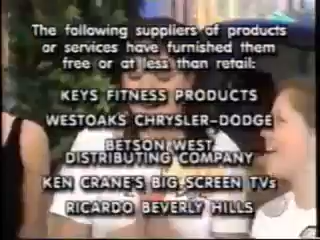 The following suppliers of products
or services have furnished them
free or at less than retail:
KEYS FITNESS PRODUCTS
WESTOAKS CHRYSLER-DODGE
BETSON WEST
DISTRIBUTING COMPANY
KEN CRANE'S BIG SCREEN TVs
RICARDO BEVERLY HILLS